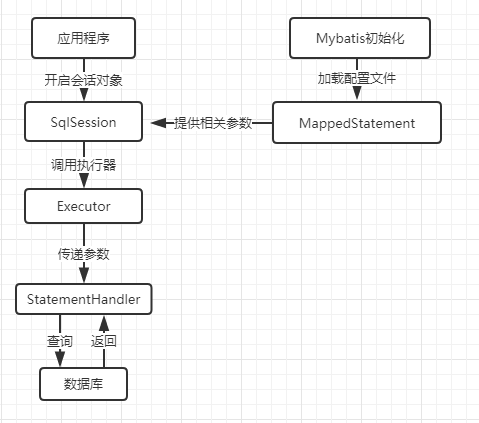 应用程序
Mybatis初始化
开启会话对象
加载配置文件
SqlSession
提供相关参数
MappedStatement
调用执行器
Executor
传递参数
StatementHandler
查询
返回
数据库